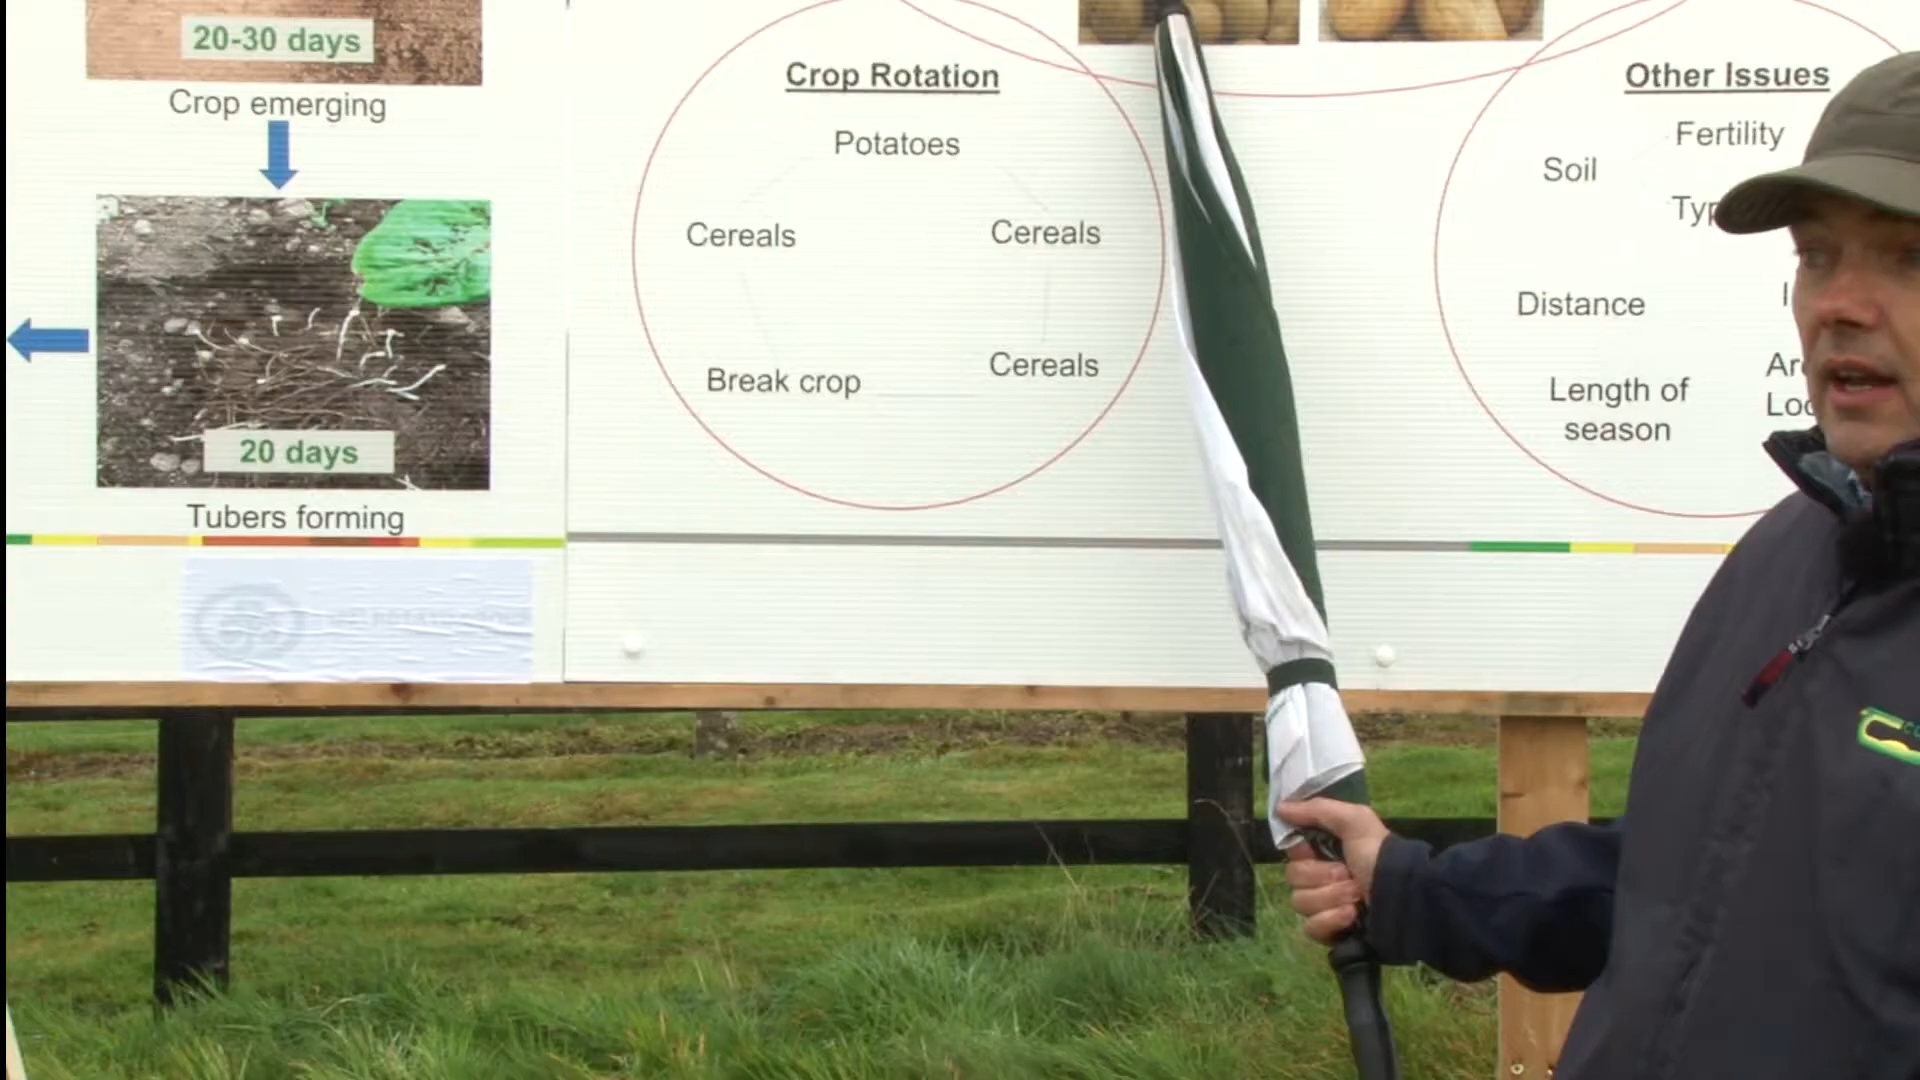 20-30 days
Crop emerging
20 days
Tubers forming
Crop Rotation
Potatoes
Cereals
Cereals
Break crop
Cereals
Other Issues
Fertility
Soil
Distance
Length of
season